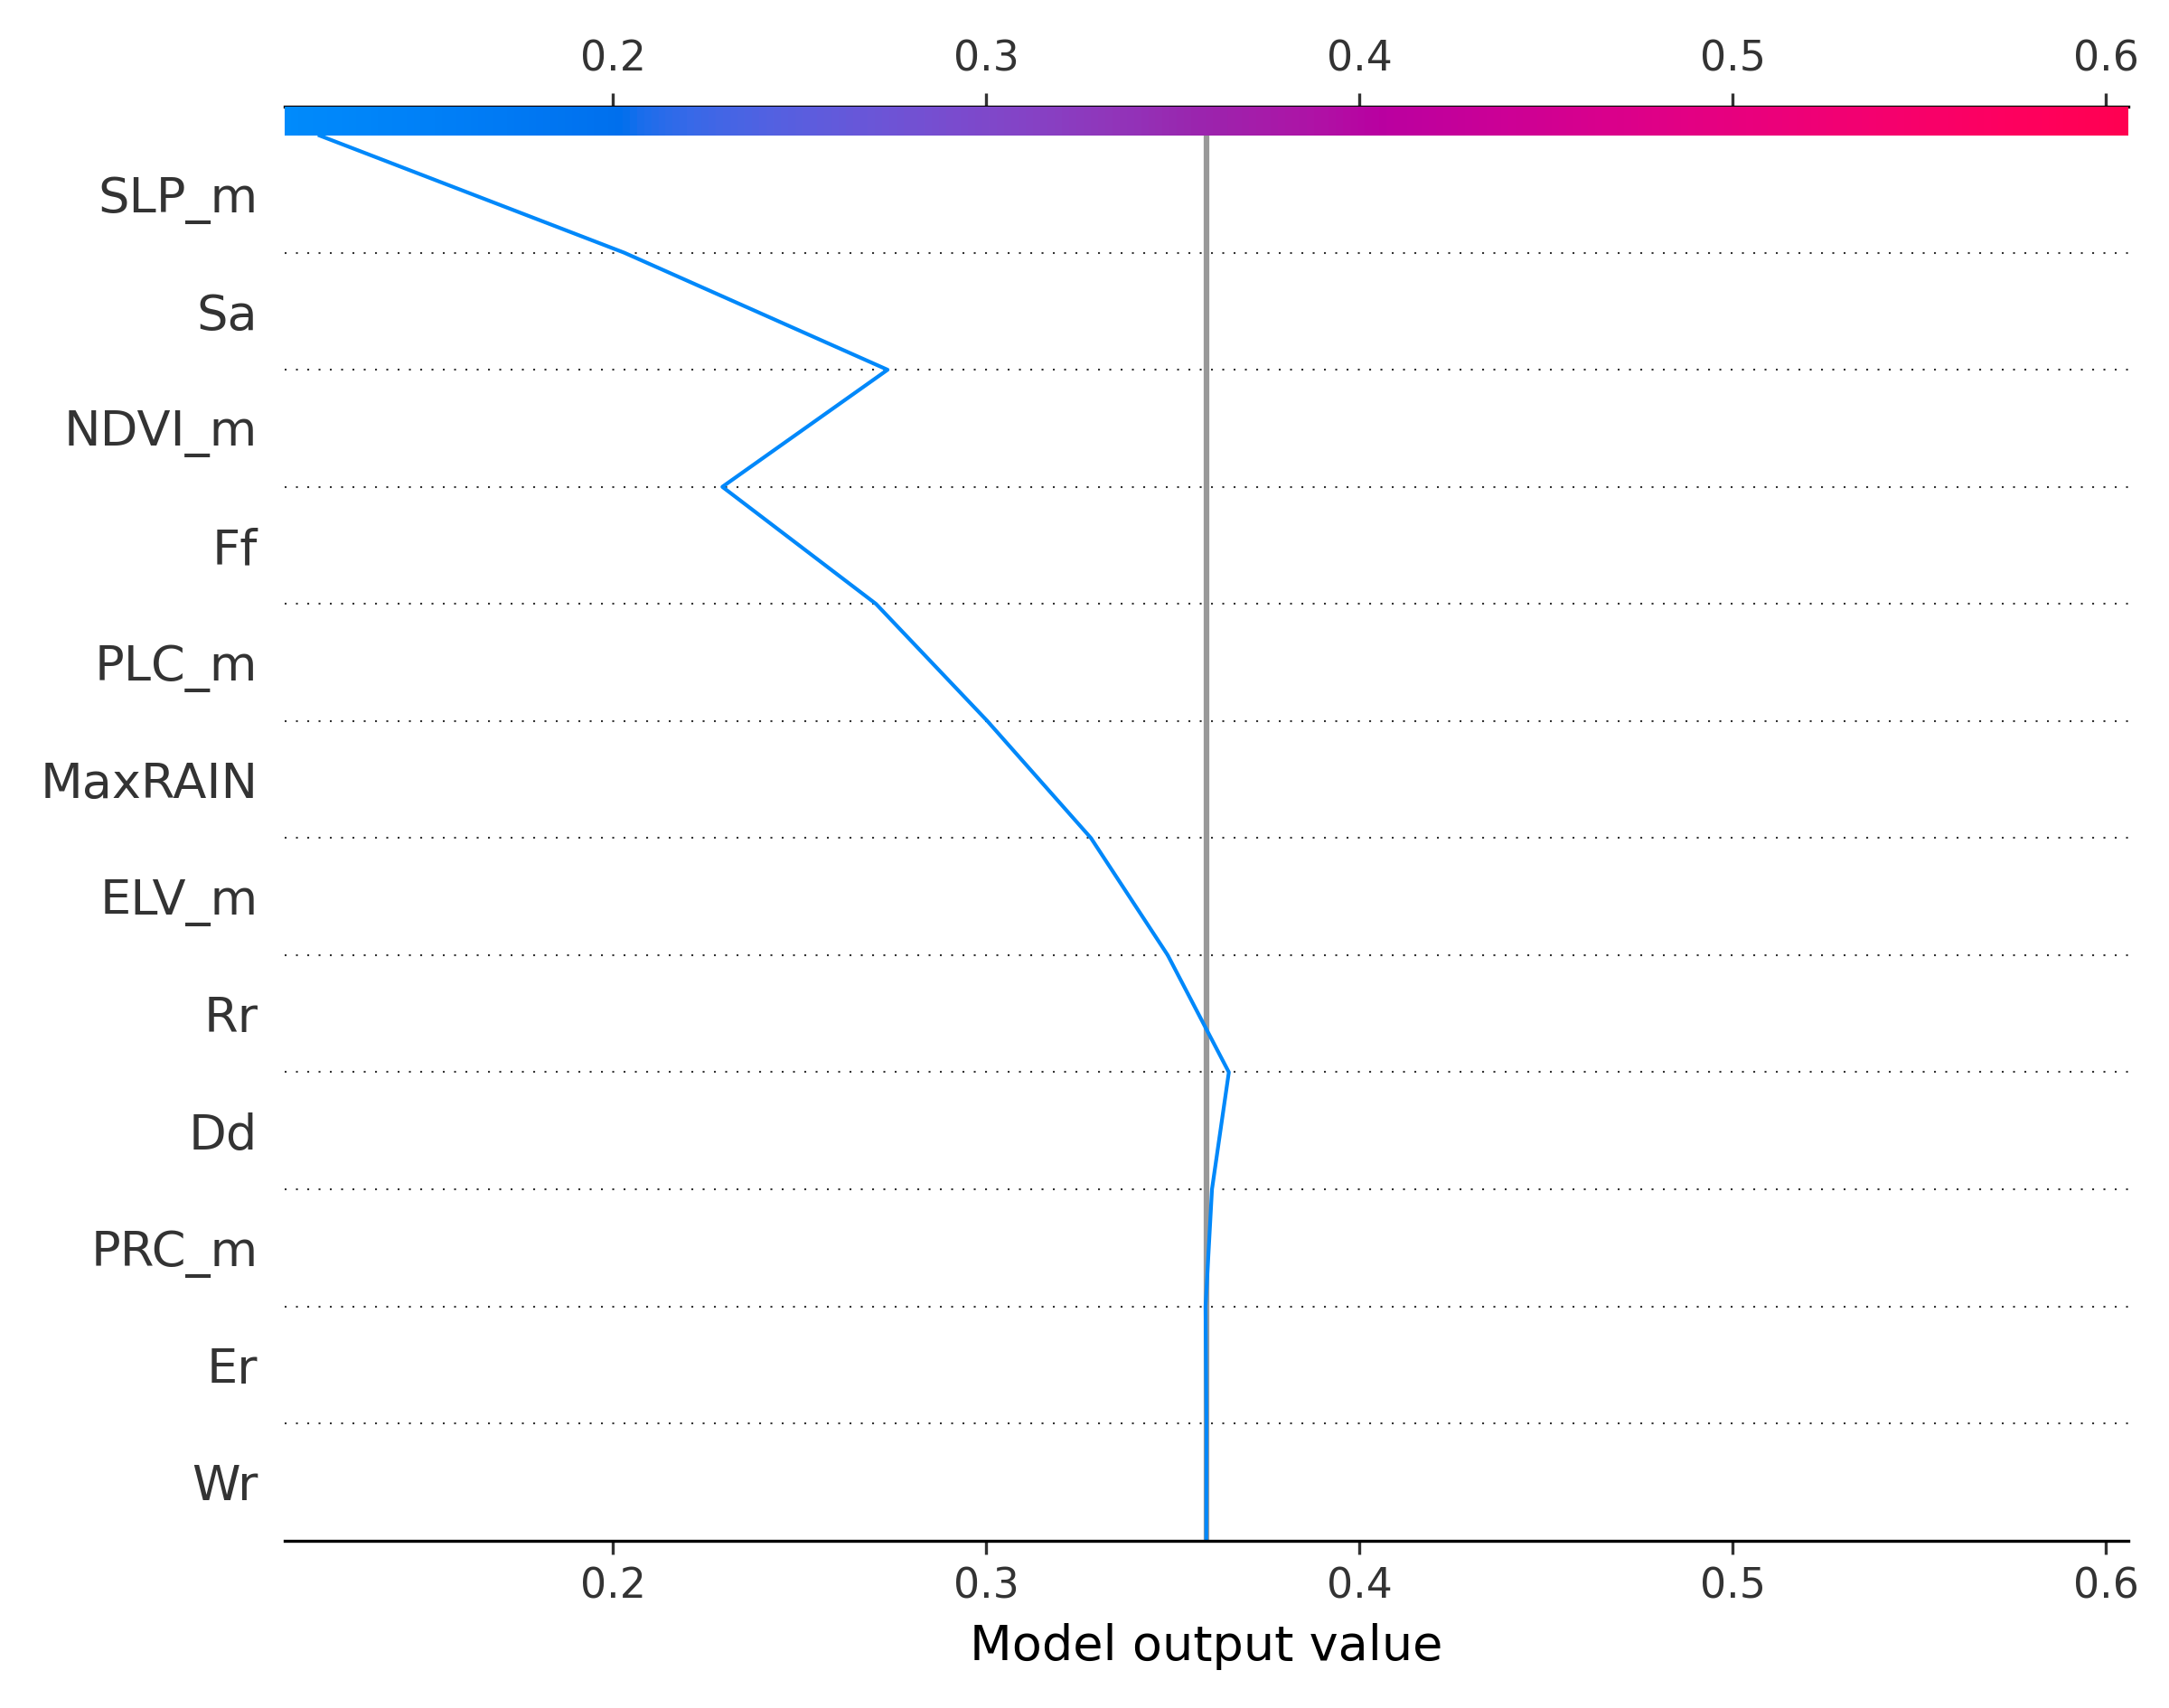 0.2 0.3 0.4 0.5 0.6
SLP_m
Sa
NDVI_m
Ff
PLC_m
MaxRAIN
ELV_m
Rr
Dd
PRC_m
Er
Wr
0.2 0.3 0.4 0.5 0.6
Model output value